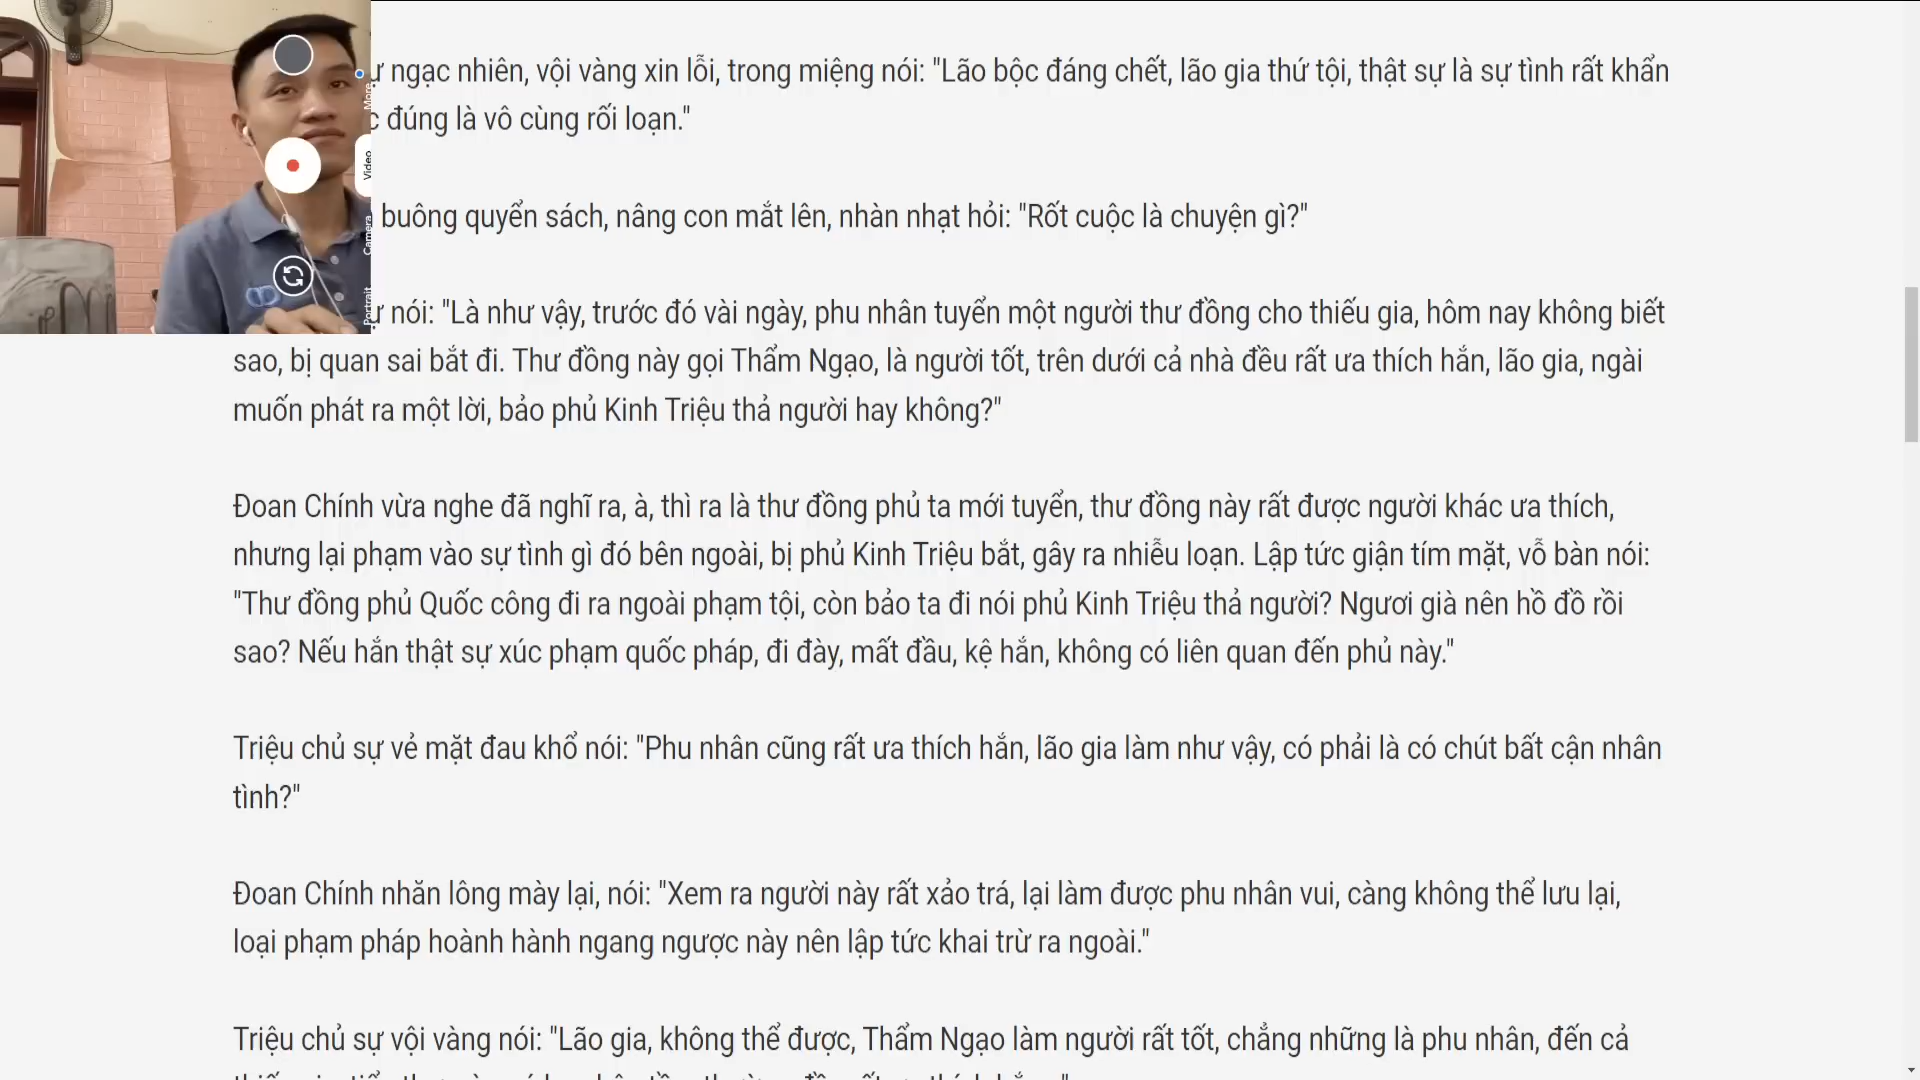 ư ngạc nhiên, vội vàng xin lỗi, trong miệng nói: "Lão bộc đáng chết, lão gia thứ tội, thật sự là sự tình rất khẩn
More
c đúng là vô cùng rối loạn."
Video
buông quyển sách, nâng con mắt lên, nhàn nhạt hỏi: "Rốt cuộc là chuyện gì?"
Camera
Portrait
ư nói: "Là như vậy, trước đó vài ngày, phu nhân tuyển một người thư đồng cho thiếu gia, hôm nay không biết
sao, bị quan sai bắt đi. Thư đồng này gọi Thẩm Ngạo, là người tốt, trên dưới cả nhà đều rất ưa thích hắn, lão gia, ngài
muốn phát ra một lời, bảo phủ Kinh Triệu thả người hay không?"
Đoan Chính vừa nghe đã nghĩ ra, à, thì ra là thư đồng phủ ta mới tuyển, thư đồng này rất được người khác ưa thích,
nhưng lại phạm vào sự tình gì đó bên ngoài, bị phủ Kinh Triệu bắt, gây ra nhiễu loạn. Lập tức giận tím mặt, vỗ bàn nói:
"Thư đồng phủ Quốc công đi ra ngoài phạm tội, còn bảo ta đi nói phủ Kinh Triệu thả người? Ngươi già nên hồ đồ rồi
sao? Nếu hắn thật sự xúc phạm quốc pháp, đi đày, mất đầu, kệ hắn, không có liên quan đến phủ này."
Triệu chủ sự vẻ mặt đau khổ nói: "Phu nhân cũng rất ưa thích hắn, lão gia làm như vậy, có phải là có chút bất cận nhân
tình?"
Đoan Chính nhăn lông mày lại, nói: "Xem ra người này rất xảo trá, lại làm được phu nhân vui, càng không thể lưu lại,
loại phạm pháp hoành hành ngang ngược này nên lập tức khai trừ ra ngoài."
Triệu chủ sự vội vàng nói: "Lão gia, không thể được, Thẩm Ngạo làm người rất tốt, chẳng những là phu nhân, đến cả